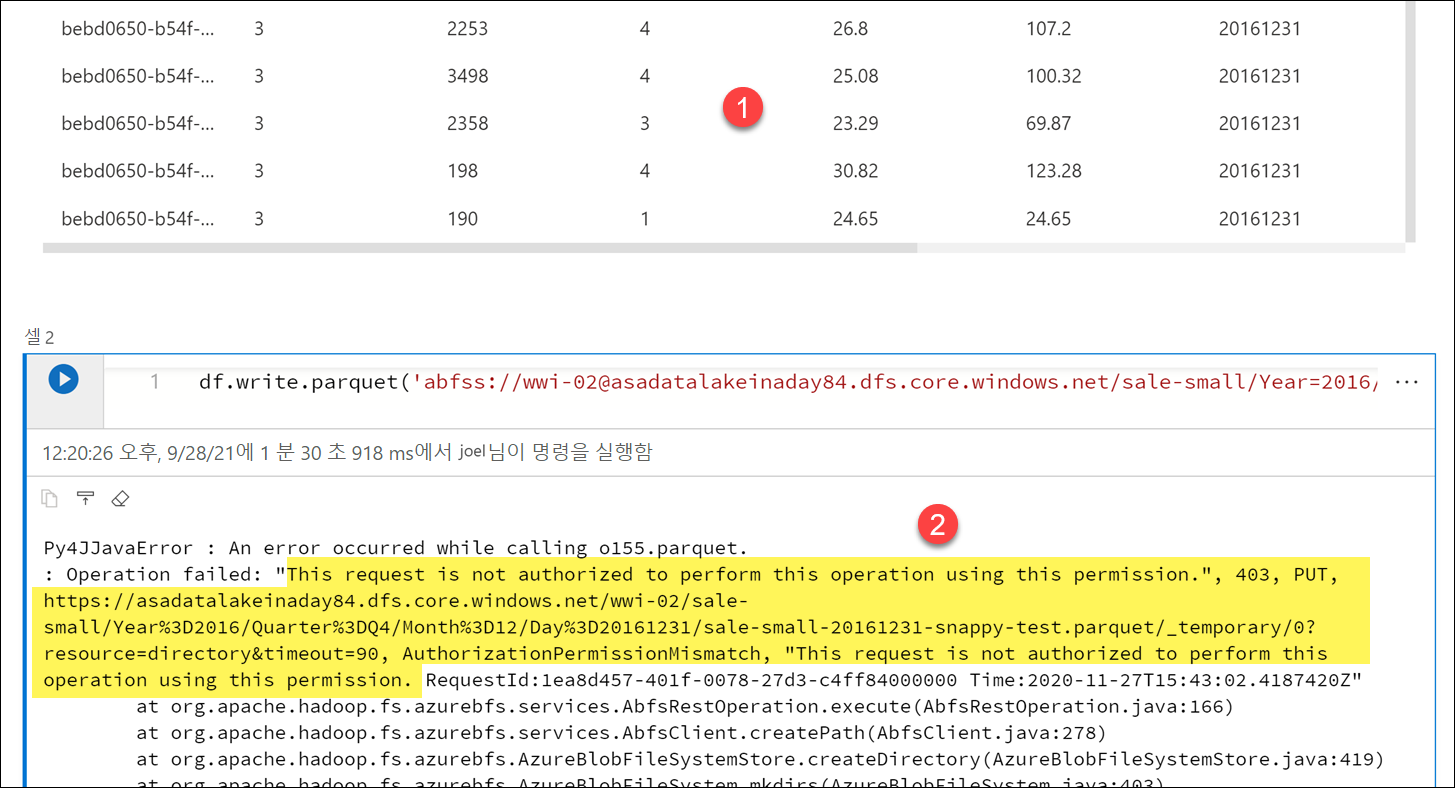 bebd0650-b54f-... 3 2253 4 26.8 107.2 20161231
bebd0650-b54f-... 3 3498 4 25.08 100.32 20161231
1
bebd0650-b54f-... 3 2358 3 23.29 69.87 20161231
bebd0650-b54f-... 3 198 4 30.82 123.28 20161231
bebd0650-b54f-... 3 190 1 24.65 24.65 20161231
셀 2
1 df.write.parquet('abfss://wwi-02@asadatalakeinaday84.dfs.core.windows.net/sale-small/Year=2016/ ...
12:20:26 오후, 9/28/21에 1 분 30 초 918 ms에서 joel님이 명령을 실행함
2
Py4JJavaError : An error occurred while calling o155.parquet.
: Operation failed: "This request is not authorized to perform this operation using this permission.", 403, PUT,
https://asadatalakeinaday84.dfs.core.windows.net/wwi-02/sale-
small/Year%3D2016/Quarter%3DQ4/Month%3D12/Day%3D20161231/sale-small-20161231-snappy-test.parquet/_temporary/0?
resource=directory&timeout=90, AuthorizationPermissionMismatch, "This request is not authorized to perform this
operation using this permission. RequestId:1ea8d457-401f-0078-27d3-c4ff84000000 Time:2020-11-27T15:43:02.4187420Z"
at org.apache.hadoop.fs.azurebfs.services.AbfsRestOperation.execute(AbfsRestOperation.java:166)
at org.apache.hadoop.fs.azurebfs.services.AbfsClient.createPath(AbfsClient.java:278)
at org.apache.hadoop.fs.azurebfs.AzureBlobFileSystemStore.createDirectory(AzureBlobFileSystemStore.java:419)
at org.apache.hadoop.fs.azurebfs.AzureBlobFileSystem.mkdirs(AzureBlobFileSystem.java:403)